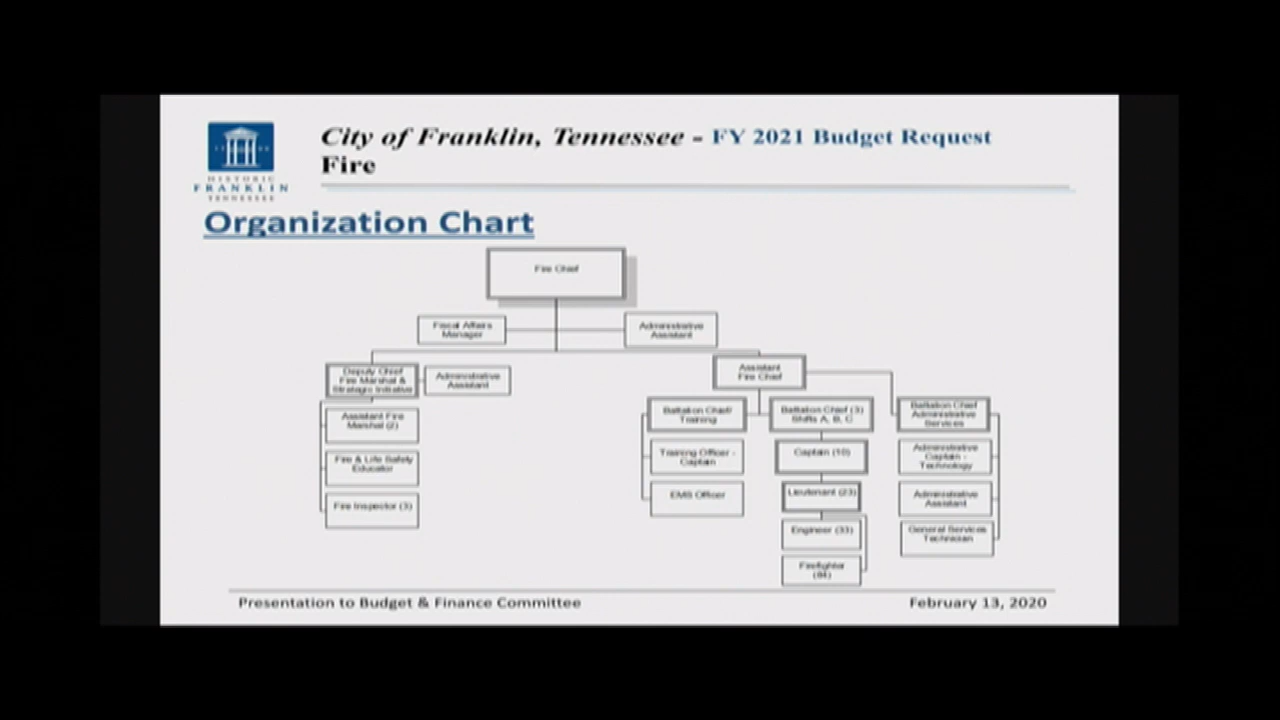 City of Franklin, Tennessee - FY 2021 Budget Request
Fire
HISTORIC
FRANKLIN
TENNESSEE
Organization Chart
Fire Chief
Fiscal Affairs
Manager
Administrative
Assistant
Deputy Chief
Fire Marshal &
Strategic Initiative
Administrative
Assistant
Assistant Fire
Marshal (2)
Fire & Life Safety
Educator
Fire Inspector (3)
Assistant
Fire Chief
Battalion Chief/
Training
Training Officer -
Captain
EMS Officer
Battalion Chief (3)
Shifts A, B, C
Captain (10)
Lieutenant (23)
Engineer (33)
Firefighter
Battalion Chief
Administrative
Services
Administrative
Captain -
Technology
Administrative
Assistant
General Services
Technician
Presentation to Budget & Finance Committee
February 13, 2020